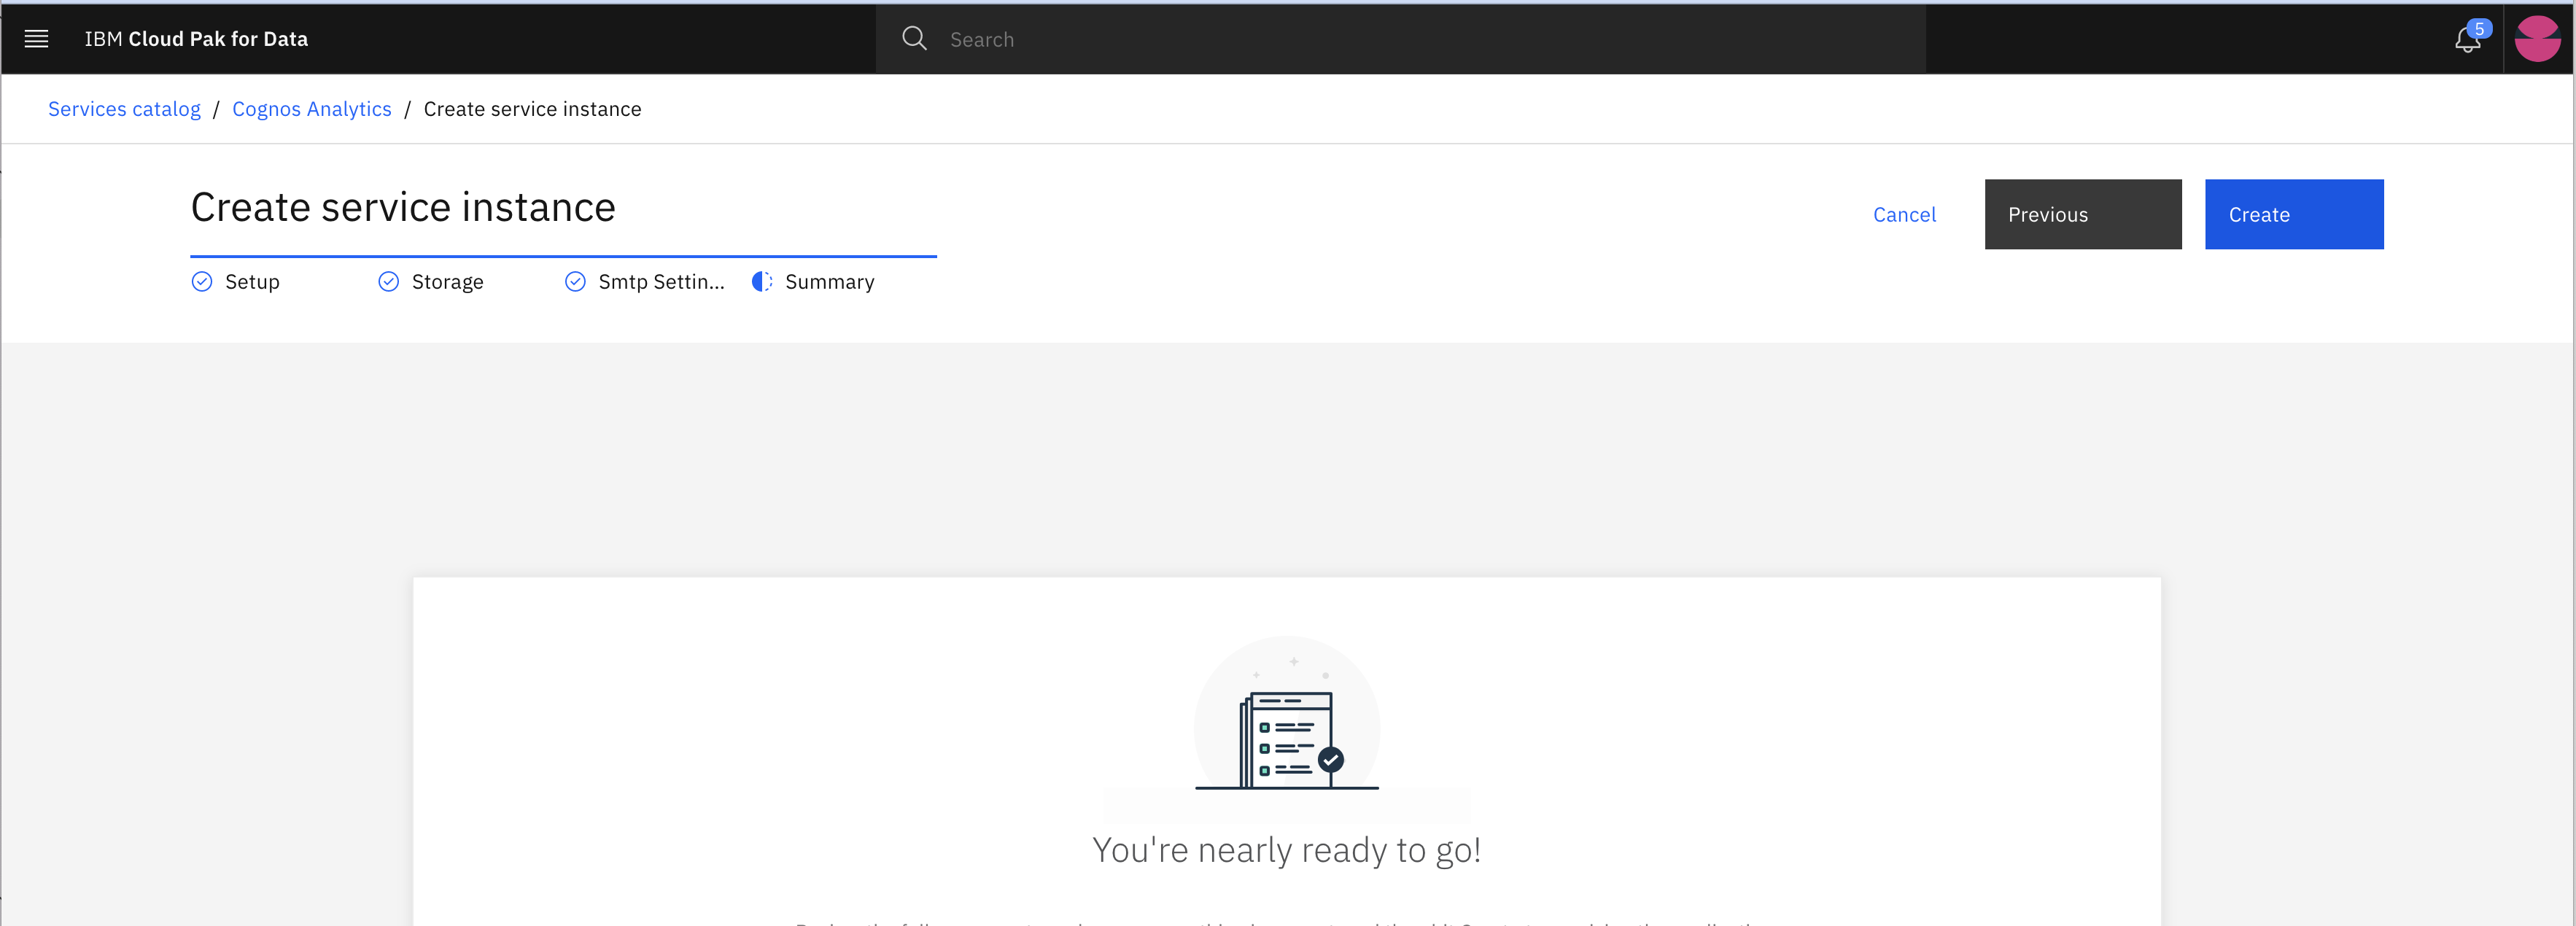 IBM Cloud Pak for Data
Search
5
Services catalog / Cognos Analytics / Create service instance
Create service instance
Cancel
Previous
Create
Setup
Storage
Smtp Settin...
Summary
You're nearly ready to go!